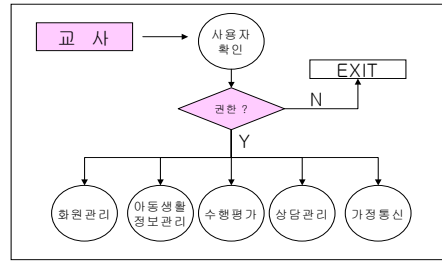 교 사
사용자
확인
EXIT
권한 ?
N
Y
화원관리
아동생활
정보관리
수행평가
상담관리
가정통신